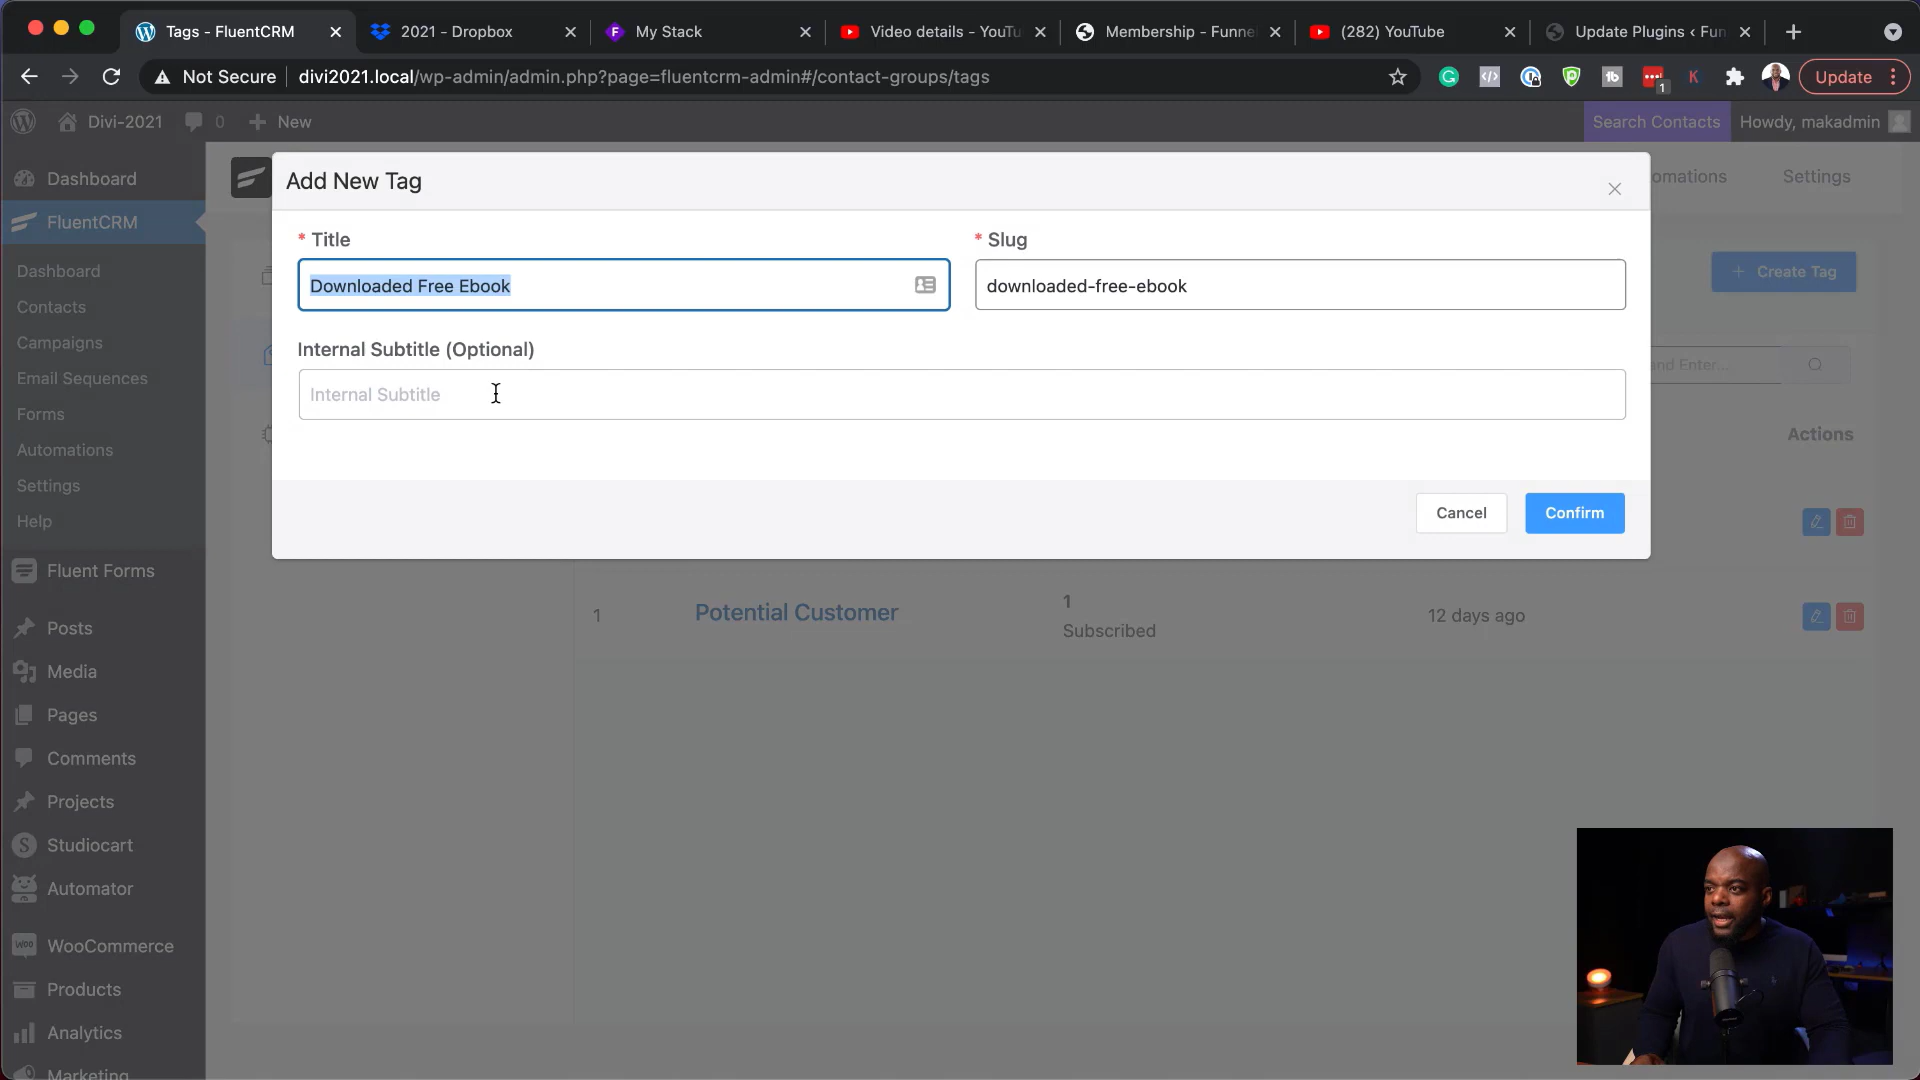 Tags - FluentCRM
2021 - Dropbox
My Stack
Video details - YouTu
Membership - Funne
(282) YouTube
Update Plugins ‹ Fun
Not Secure
divi2021.local/wp-admin/admin.php?page=fluentcrm-admin#/contact-groups/tags
1
Update
Divi-2021
0
New
Search Contacts
Howdy, makadmin
Dashboard
FluentCRM
Dashboard
Contacts
Campaigns
Email Sequences
Forms
Automations
Settings
Help
Fluent Forms
Posts
Media
Pages
Comments
Projects
Studiocart
Automator
WooCommerce
Products
Analytics
Marketing
omations
Settings
Add New Tag
* Title
* Slug
Downloaded Free Ebook
downloaded-free-ebook
+ Create Tag
Internal Subtitle (Optional)
Internal Subtitle
and Enter...
Actions
Cancel
Confirm
1
Potential Customer
1
Subscribed
12 days ago